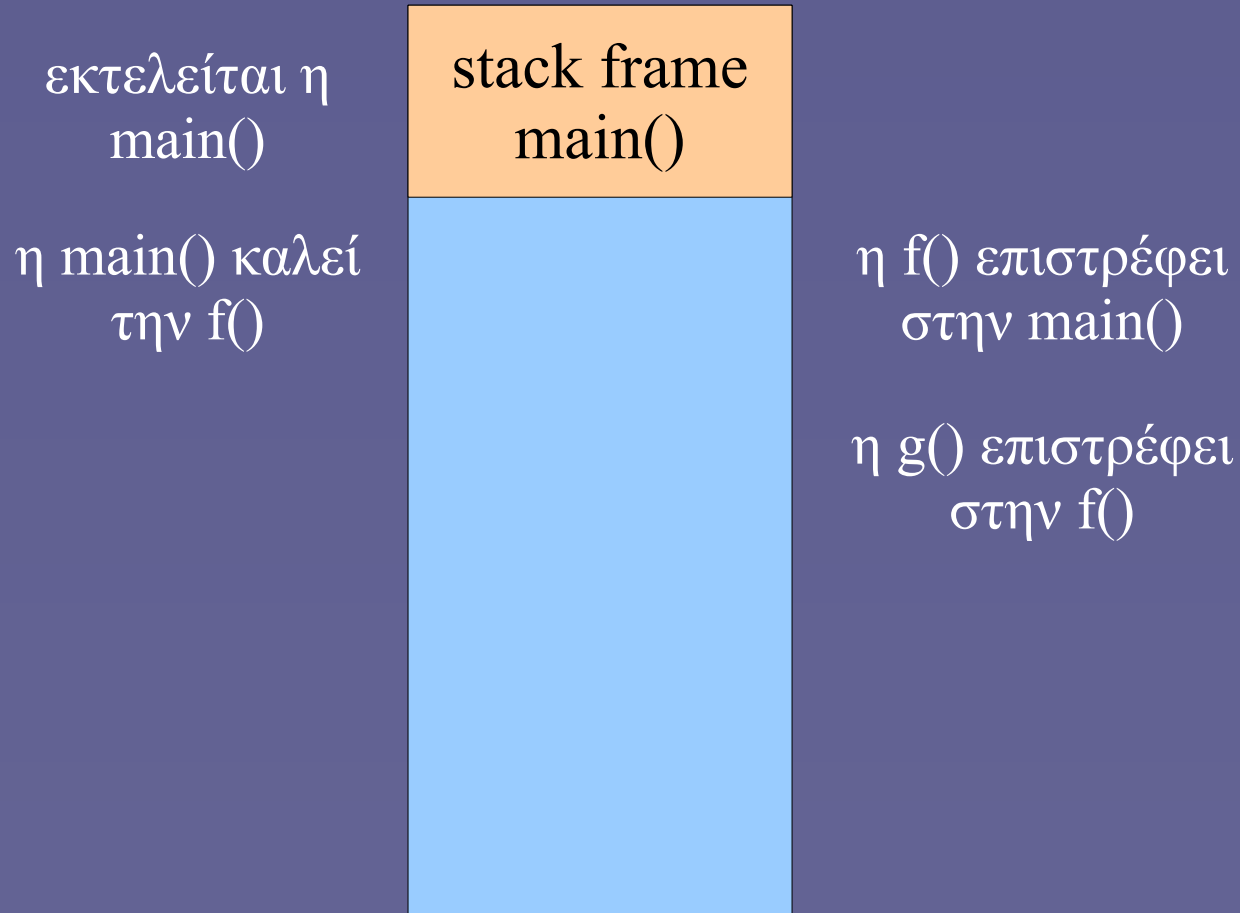 εκτελείται η
main()
η main() καλεί
την f()
stack frame
main()
η f() επιστρέφει
στην main()
η g() επιστρέφει
στην f()